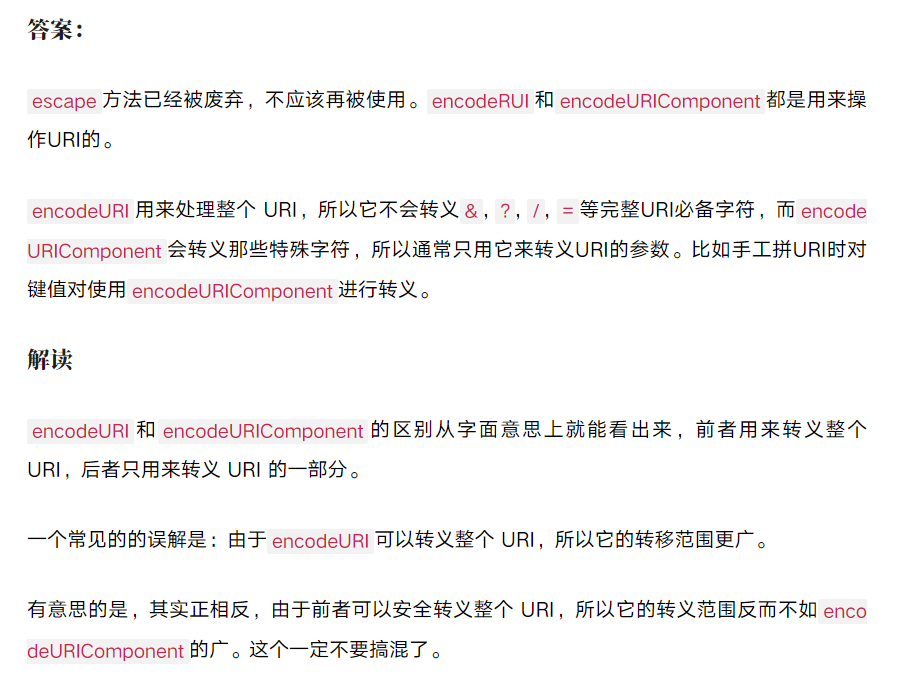 答案：
escape 方法已经被废弃，不应该再被使用。encodeRUI 和 encodeURIComponent 都是用来操
作URI的。
encodeURI 用来处理整个 URI，所以它不会转义 &，?，/，= 等完整URI必备字符，而 encode
URIComponent 会转义那些特殊字符，所以通常只用它来转义URI的参数。比如手工拼URI时对
键值对使用 encodeURIComponent 进行转义。
解读
encodeURI 和 encodeURIComponent 的区别从字面意思上就能看出来，前者用来转义整个
URI，后者只用来转义 URI 的一部分。
一个常见的的误解是：由于 encodeURI 可以转义整个 URI，所以它的转移范围更广。
有意思的是，其实正相反，由于前者可以安全转义整个 URI，所以它的转义范围反而不如 enco
deURIComponent 的广。这个一定不要搞混了。